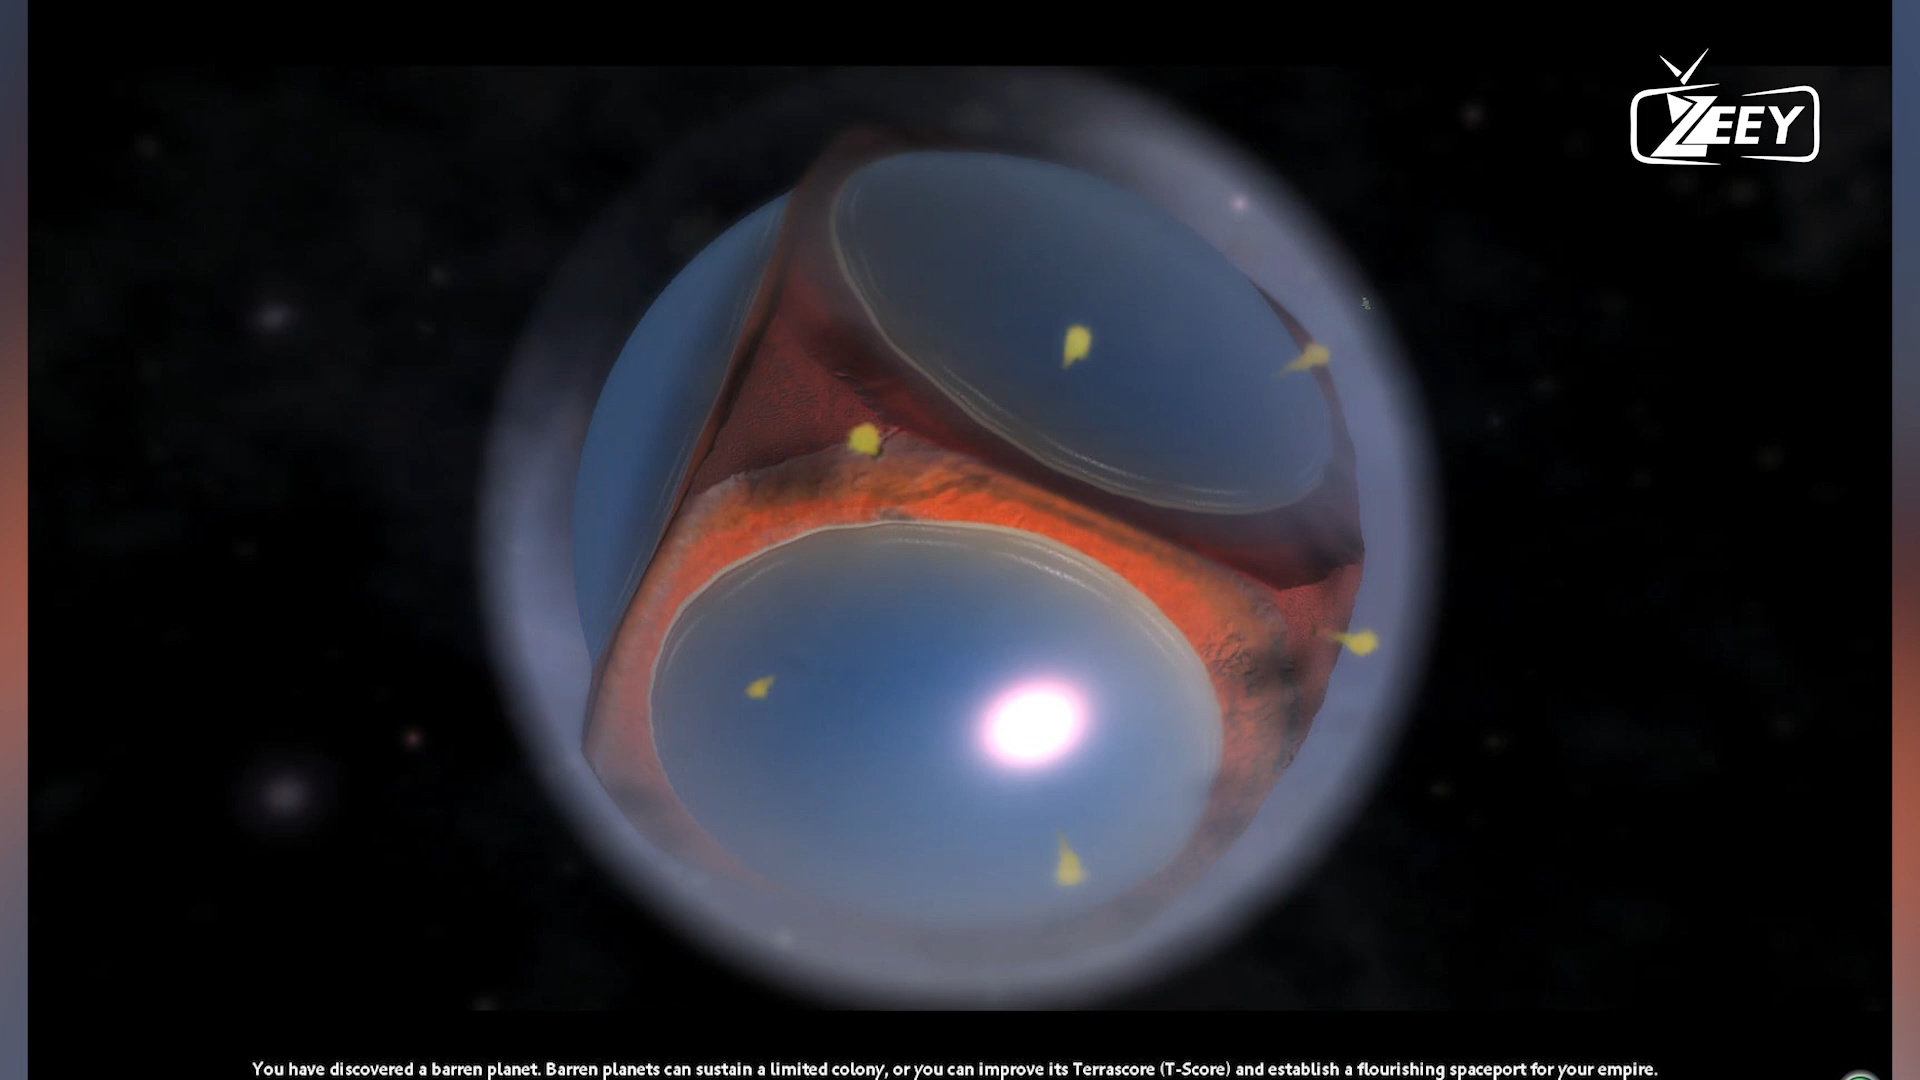 ZEEY
You have discovered a barren planet. Barren planets can sustain a limited colony, or you can improve its Terrascore (T-Score) and establish a flourishing spaceport for your empire.